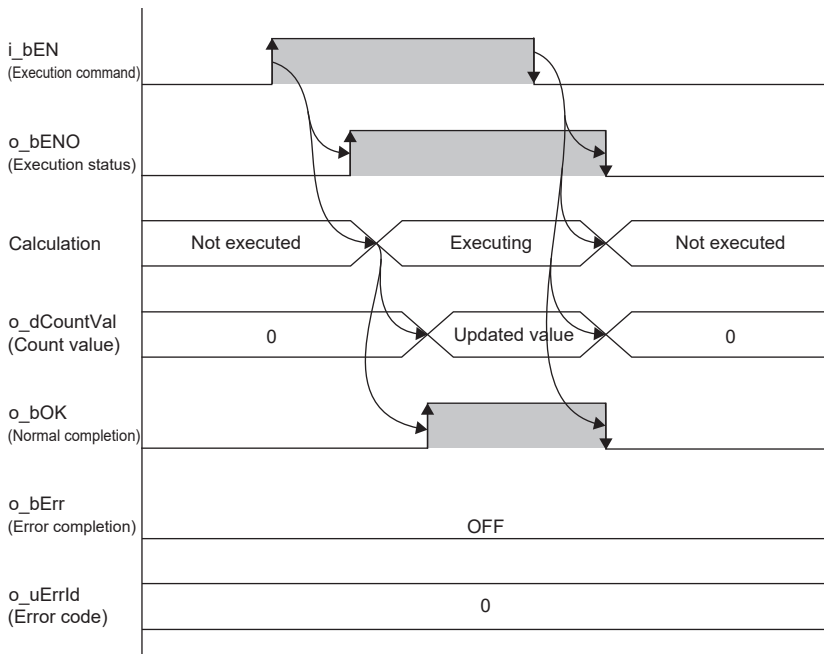 i_bEN
(Execution command)
o_bENO
(Execution status)
Calculation
Not executed
Executing
Not executed
o_dCountVal
(Count value)
0
Updated value
0
o_bOK
(Normal completion)
o_bErr
(Error completion)
OFF
o_uErrId
(Error code)
0